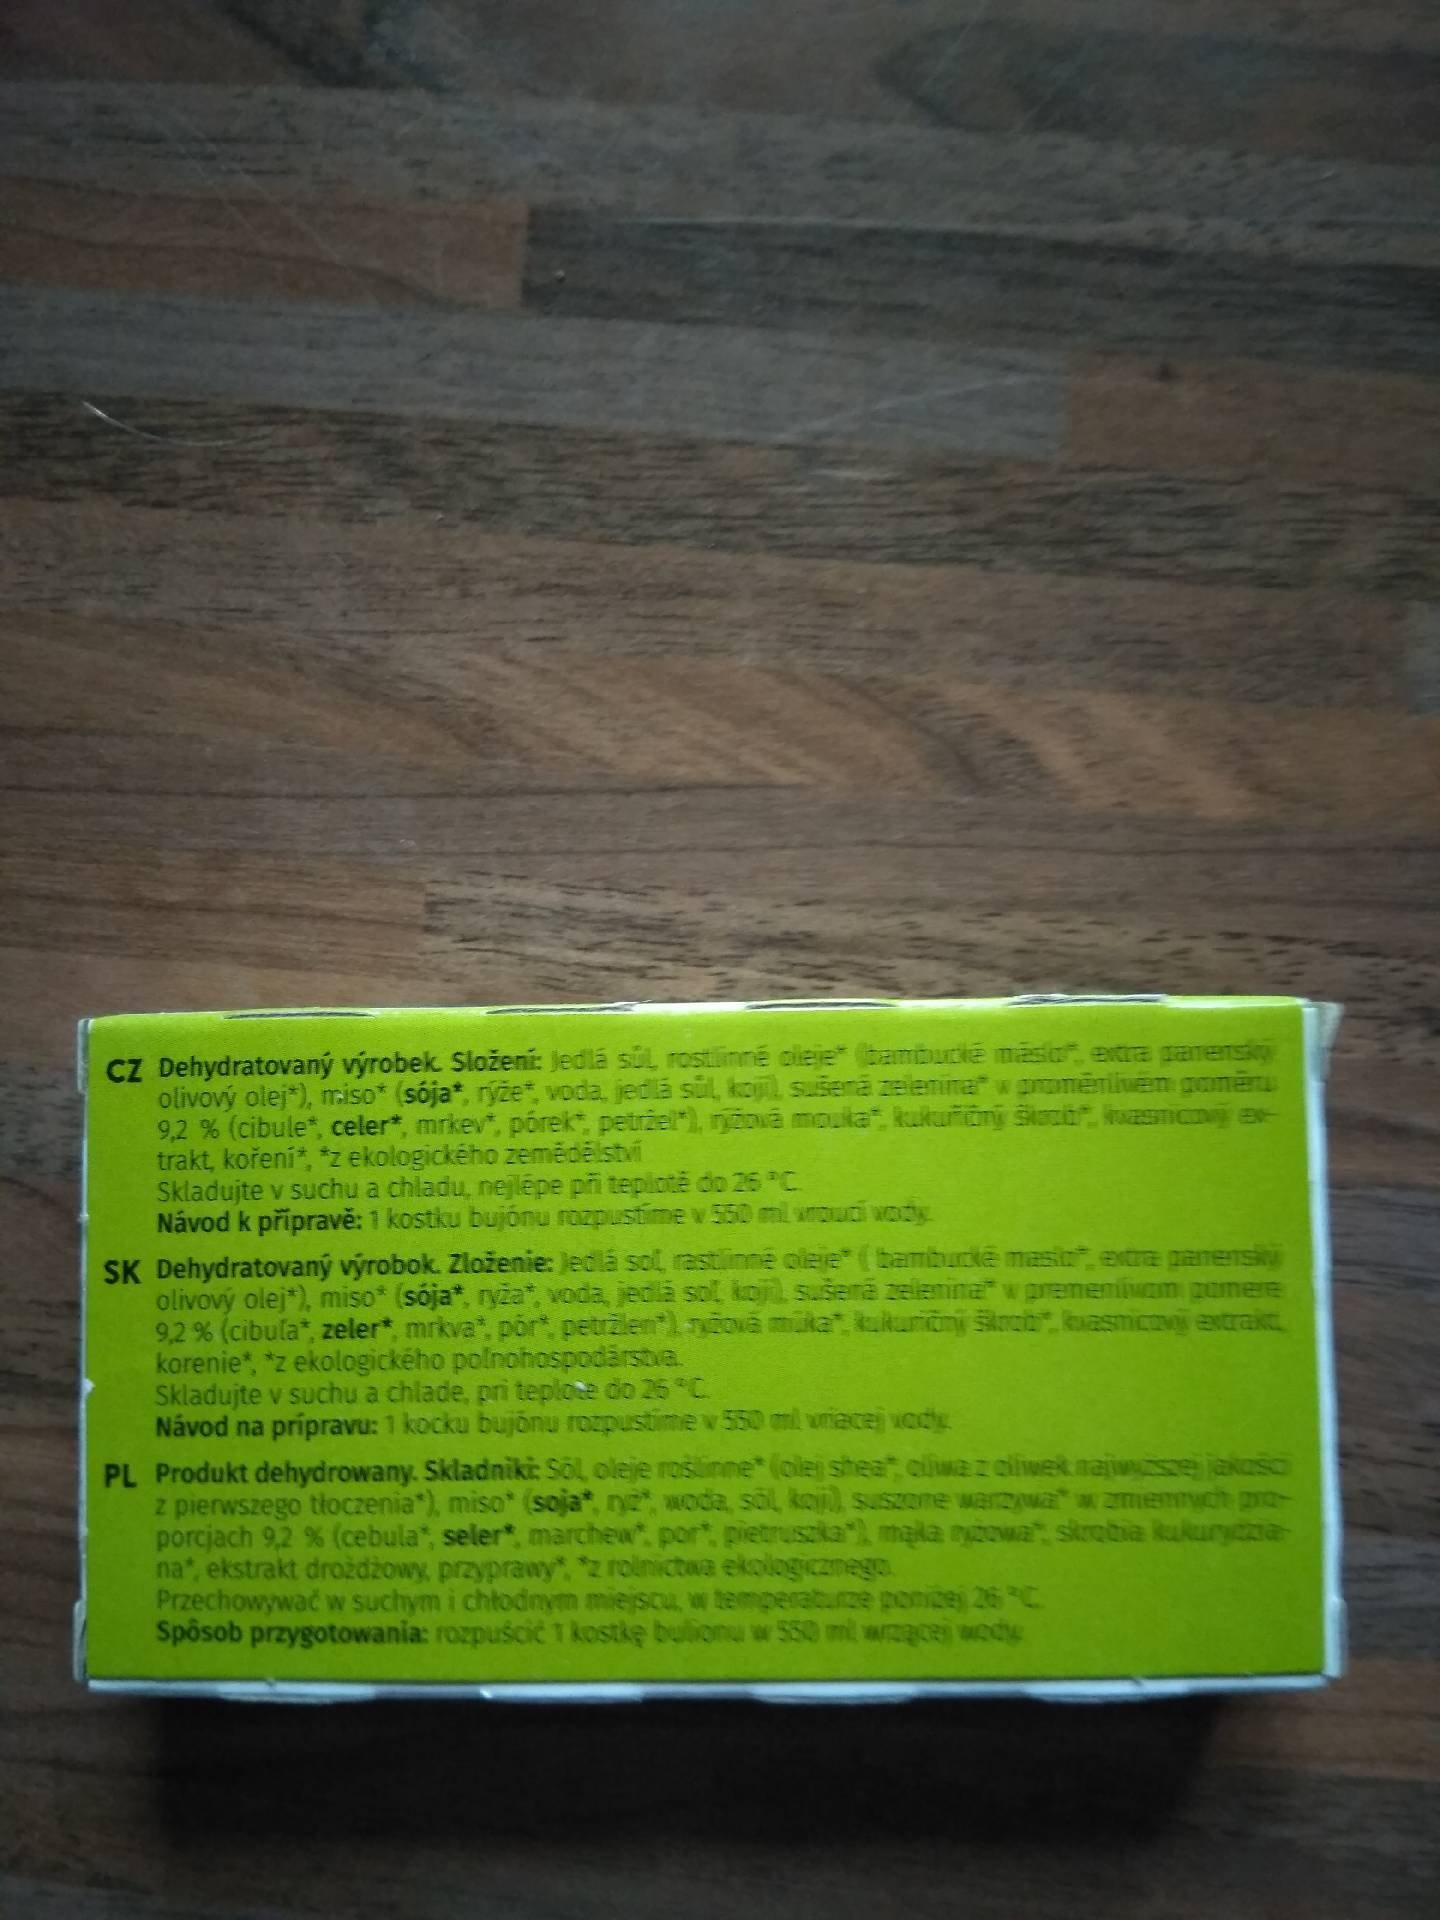 CZ Dehydratovaný výrobek. Složení: Jedlá sůl, rostlinné oleje* (bambucké máslo*, extra panenský
olivový olej*), miso* (sója*, rýže*, voda, jedlá sůl, koji), sušená zelenina* v proměnlivém poměru
9,2 % (cibule*, celer*, mrkev*, pórek*, petržel*), rýžová mouka*, kukuřičný škrob*, kvasnicový ex-
trakt, koření*, *z ekologického zemědělství
Skladujte v suchu a chladu, nejlépe při teplotě do 26 °C.
Návod k přípravě: 1 kostku bujónu rozpustíme v 550 ml vroucí vody.
SK Dehydratovaný výrobok. Zloženie: Jedlá soľ, rastlinné oleje* ( bambucké maslo*, extra panenský
olivový olej*), miso* (sója*, ryža*, voda, jedlá soľ, koji), sušená zelenina* v premenlivom pomere
9,2 % (cibuľa*, zeler*, mrkva*, pór*, petržlen*), ryžová múka*, kukuričný škrob*, kvasnicový extrakt,
korenie*, *z ekologického poľnohospodárstva.
Skladujte v suchu a chlade, pri teplote do 26 °C.
Návod na prípravu: 1 kocku bujónu rozpustíme v 550 ml vriacej vody.
PL Produkt dehydrowany. Składniki: Sól, oleje roślinne* (olej shea*, oliwa z oliwek najwyższej jakości
z pierwszego tłoczenia*), miso* (soja*, ryż*, woda, sól, koji), suszone warzywa* w zmiennych pro-
porcjach 9,2 % (cebula*, seler*, marchew*, por*, pietruszka*), mąka ryżowa*, skrobia kukurydzia-
na*, ekstrakt drożdżowy, przyprawy*, *z rolnictwa ekologicznego.
Przechowywać w suchym i chłodnym miejscu, w temperaturze poniżej 26 °C.
Spôsob przygotowania: rozpuścić 1 kostkę bulionu w 550 ml wrzącej wody.